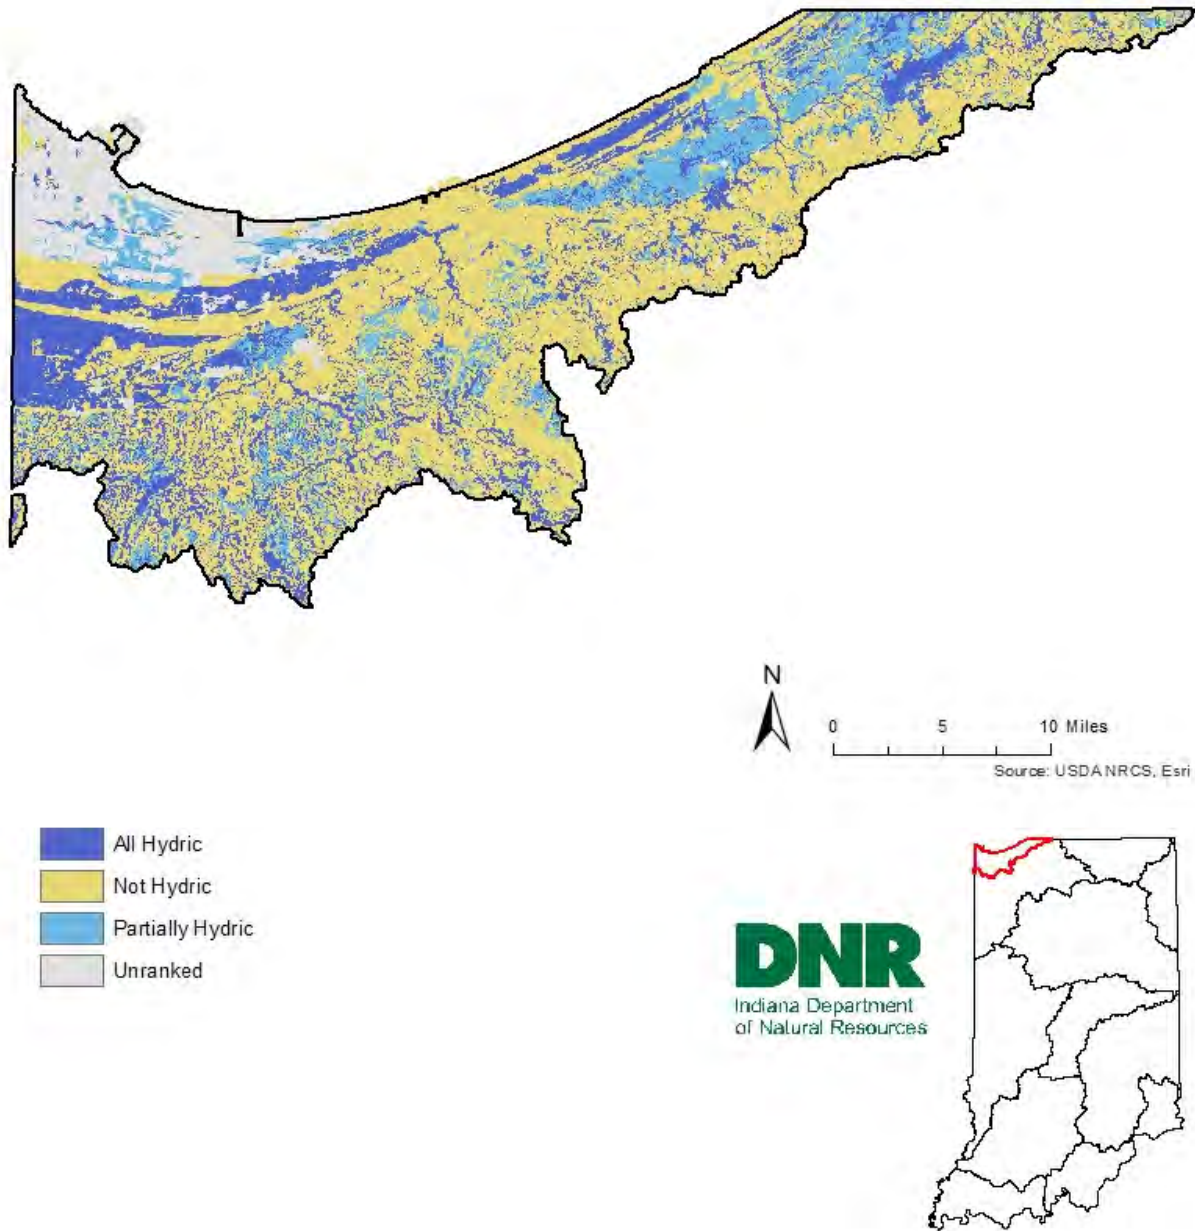 N
0 5 10 Miles
Source: USDA NRCS, Esri
All Hydric
Not Hydric
Partially Hydric
Unranked
DNR
Indiana Department
of Natural Resources